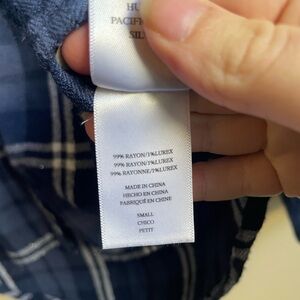 HU
PACIFI
SIL
99% RAYON/1%LUREX
99% RAYON/1%LUREX
99% RAYONNE/1%LUREX
MADE IN CHINA
HECHO EN CHINA
FABRIQUÉ EN CHINE
SMALL
CHICO
PETIT